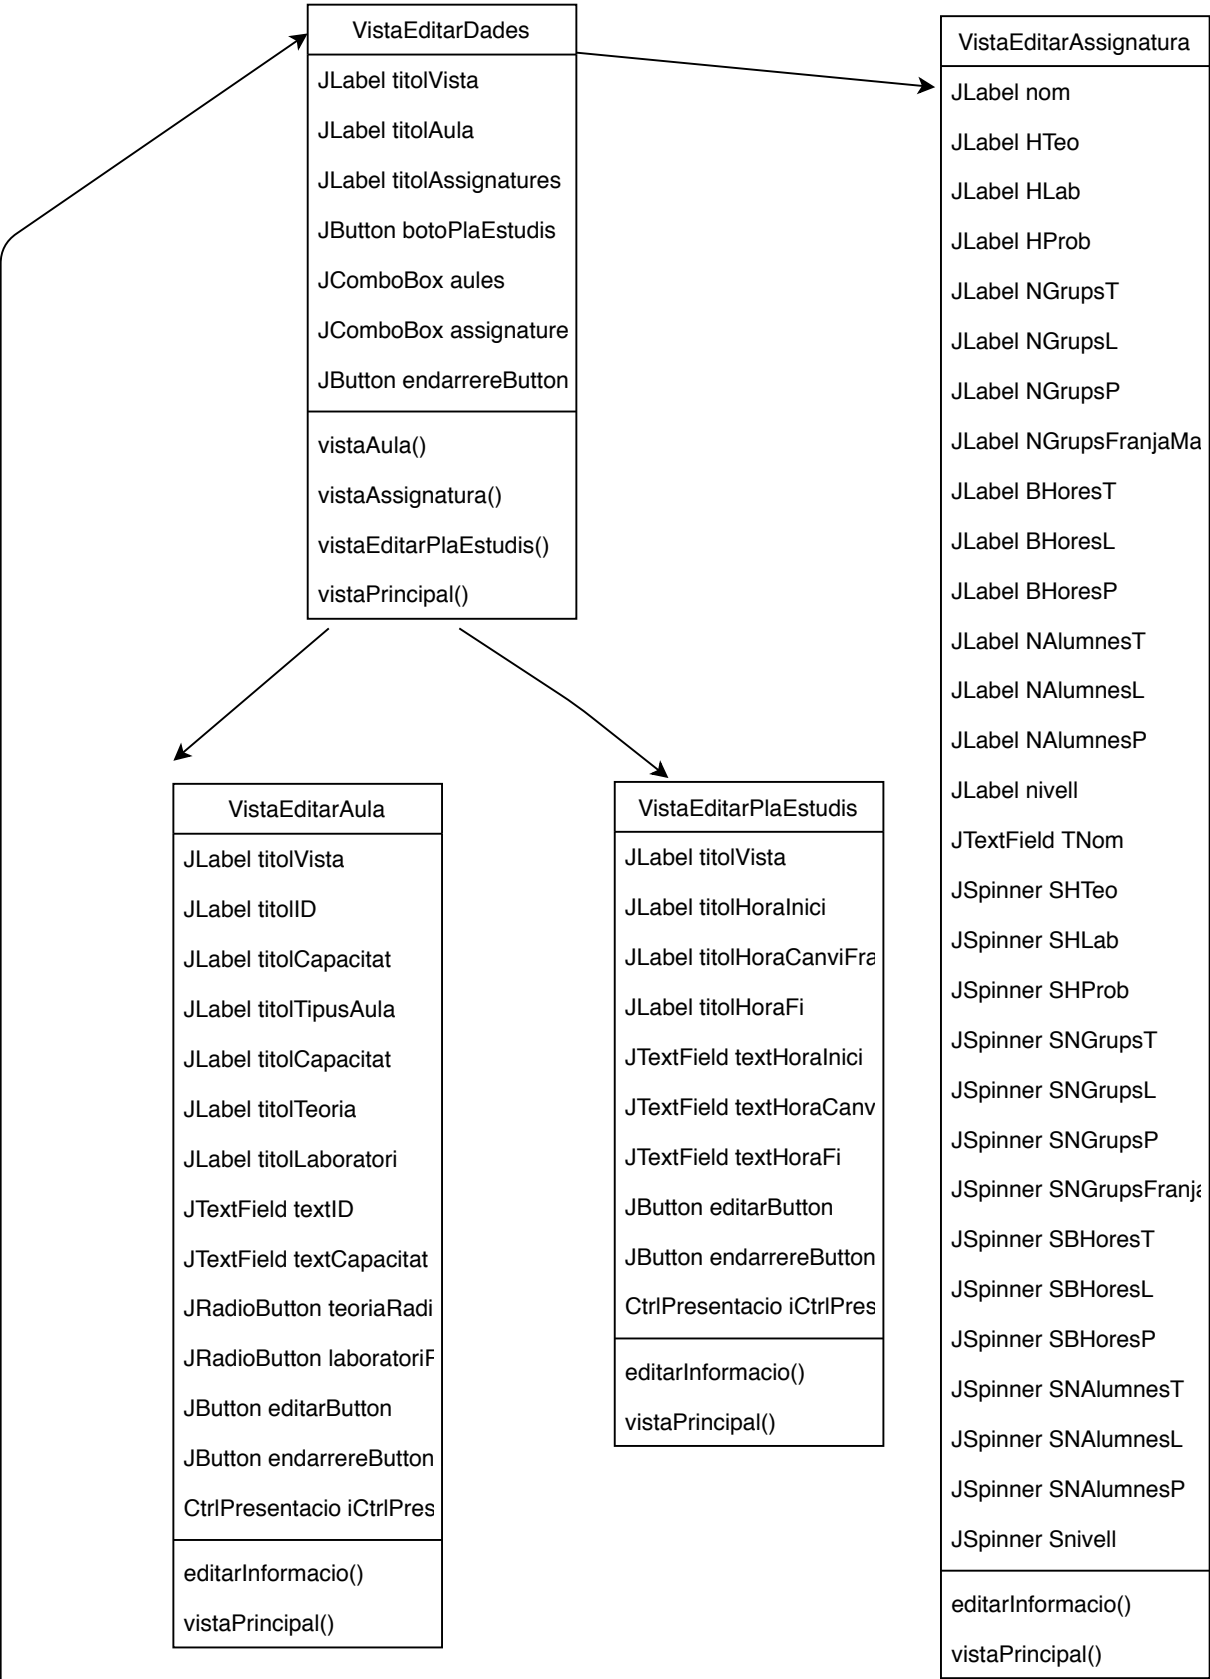 VistaEditarDades
JLabel titolVista
JLabel titolAula
JLabel titolAssignatures
JButton botoPlaEstudis
JComboBox aules
JComboBox assignature
JButton endarrereButton
vistaAula()
vistaAssignatura()
vistaEditarPlaEstudis()
vistaPrincipal()
VistaEditarAssignatura
JLabel nom
JLabel HTeo
JLabel HLab
JLabel HProb
JLabel NGrupsT
JLabel NGrupsL
JLabel NGrupsP
JLabel NGrupsFranjaMa
JLabel BHoresT
JLabel BHoresL
JLabel BHoresP
JLabel NAlumnesT
JLabel NAlumnesL
JLabel NAlumnesP
JLabel nivell
JTextField TNom
JSpinner SHTeo
JSpinner SHLab
JSpinner SHProb
JSpinner SNGrupsT
JSpinner SNGrupsL
JSpinner SNGrupsP
JSpinner SNGrupsFranja
JSpinner SBHoresT
JSpinner SBHoresL
JSpinner SBHoresP
JSpinner SNAlumnesT
JSpinner SNAlumnesL
JSpinner SNAlumnesP
JSpinner Snivell
editarInformacio()
vistaPrincipal()
VistaEditarAula
JLabel titolVista
JLabel titolID
JLabel titolCapacitat
JLabel titolTipusAula
JLabel titolCapacitat
JLabel titolTeoria
JLabel titolLaboratori
JTextField textID
JTextField textCapacitat
JRadioButton teoriaRadi
JRadioButton laboratoriF
JButton editarButton
JButton endarrereButton
CtrlPresentacio iCtrlPres
editarInformacio()
vistaPrincipal()
VistaEditarPlaEstudis
JLabel titolVista
JLabel titolHoraInici
JLabel titolHoraCanviFra
JLabel titolHoraFi
JTextField textHoraInici
JTextField textHoraCanv
JTextField textHoraFi
JButton editarButton
JButton endarrereButton
CtrlPresentacio iCtrlPres
editarInformacio()
vistaPrincipal()